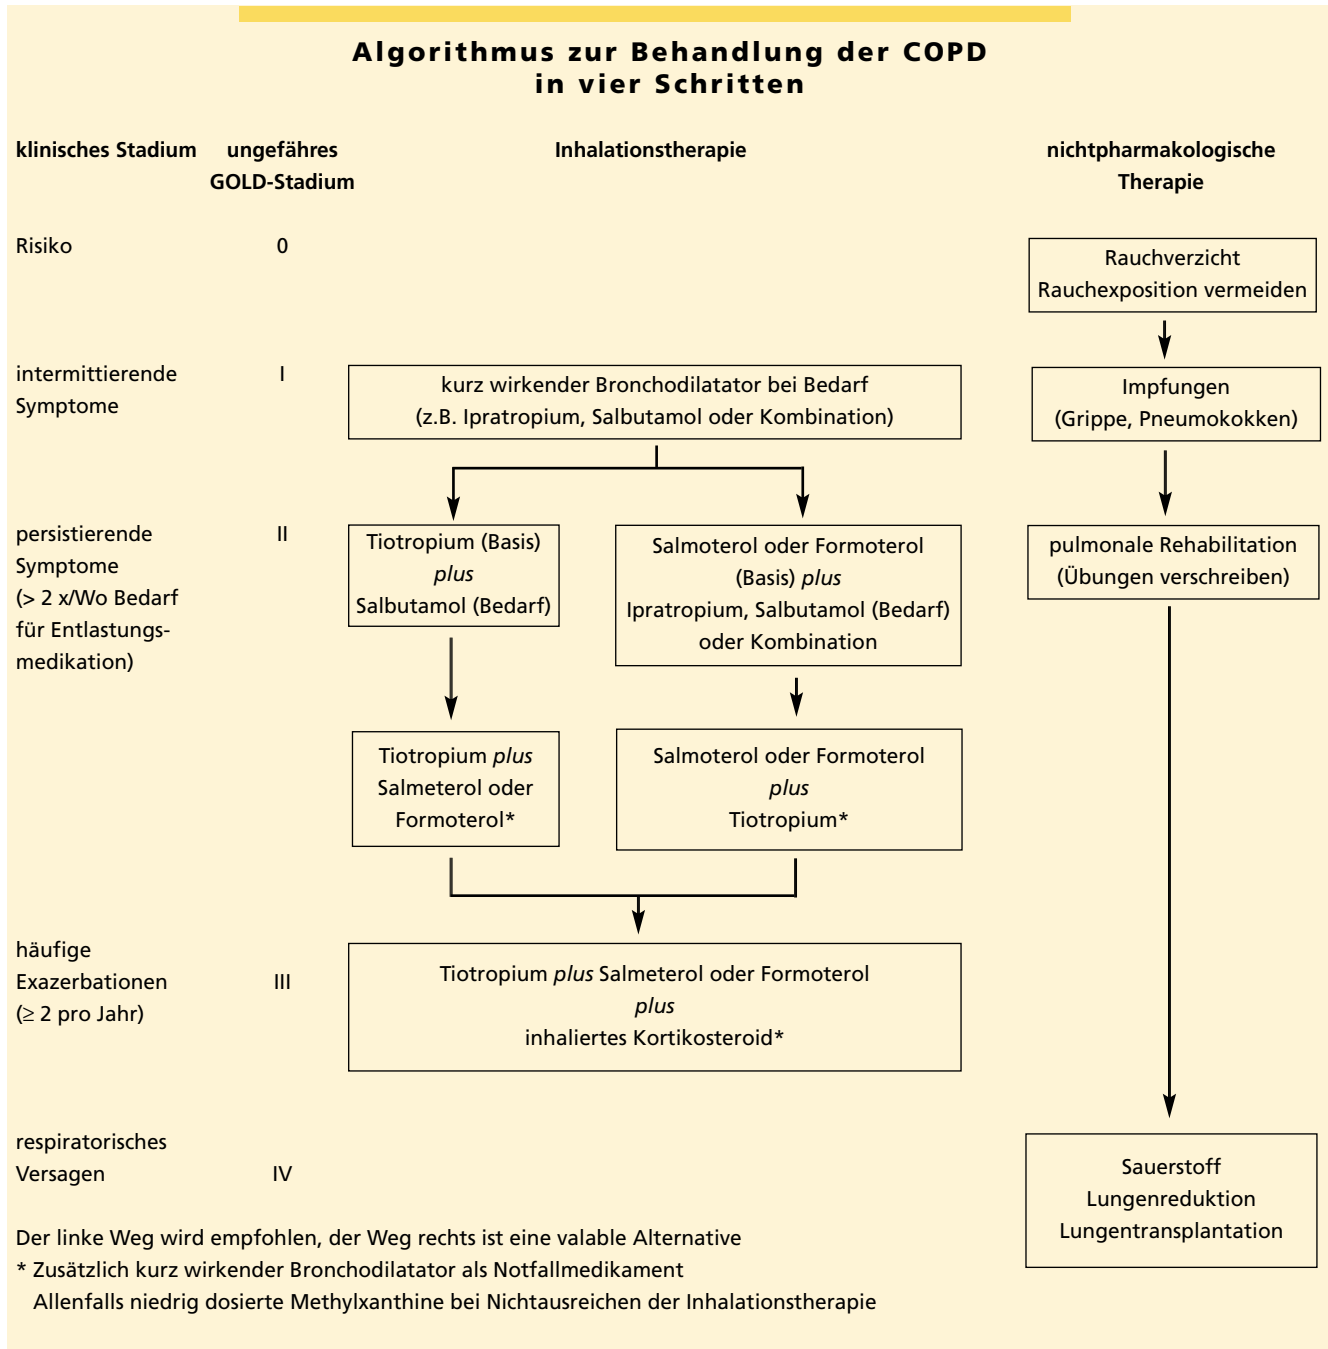 Algorithmus zur Behandlung der COPD
in vier Schritten
klinisches Stadium
ungefähres
GOLD-Stadium
Inhalationstherapie
nichtpharmakologische
Therapie
Risiko
0
Rauchverzicht
Rauchexposition vermeiden
intermittierende
Symptome
I
kurz wirkender Bronchodilatator bei Bedarf
(z.B. Ipratropium, Salbutamol oder Kombination)
Impfungen
(Grippe, Pneumokokken)
persistierende
Symptome
(> 2 x/Wo Bedarf
für Entlastungs-
medikation)
II
Tiotropium (Basis)
plus
Salbutamol (Bedarf)
Salmoterol oder Formoterol
(Basis) plus
Ipratropium, Salbutamol (Bedarf)
oder Kombination
pulmonale Rehabilitation
(Übungen verschreiben)
Tiotropium plus
Salmeterol oder
Formoterol*
Salmoterol oder Formoterol
plus
Tiotropium*
häufige
Exazerbationen
(≥ 2 pro Jahr)
III
Tiotropium plus Salmeterol oder Formoterol
plus
inhaliertes Kortikosteroid*
respiratorisches
Versagen
IV
Sauerstoff
Lungenreduktion
Lungentransplantation
Der linke Weg wird empfohlen, der Weg rechts ist eine valable Alternative
* Zusätzlich kurz wirkender Bronchodilatator als Notfallmedikament
Allenfalls niedrig dosierte Methylxanthine bei Nichtausreichen der Inhalationstherapie